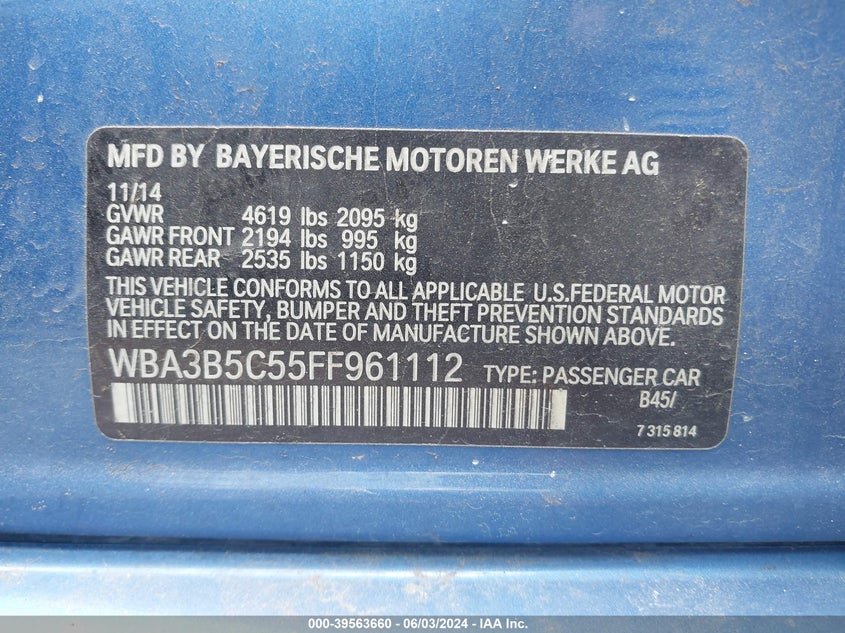 MFD BY BAYERISCHE MOTOREN WERKE AG
11/14
GVWR 4619 lbs 2095 kg
GAWR FRONT 2194 lbs 995 kg
GAWR REAR 2535 lbs 1150 kg
THIS VEHICLE CONFORMS TO ALL APPLICABLE U.S.FEDERAL MOTOR
VEHICLE SAFETY, BUMPER AND THEFT PREVENTION STANDARDS
IN EFFECT ON THE DATE OF MANUFACTURE SHOWN ABOVE.
WBA3B5C55FF961112 TYPE: PASSENGER CAR
B45/
7 315 814
000-39563660 - 06/03/2024 - IAA Inc.